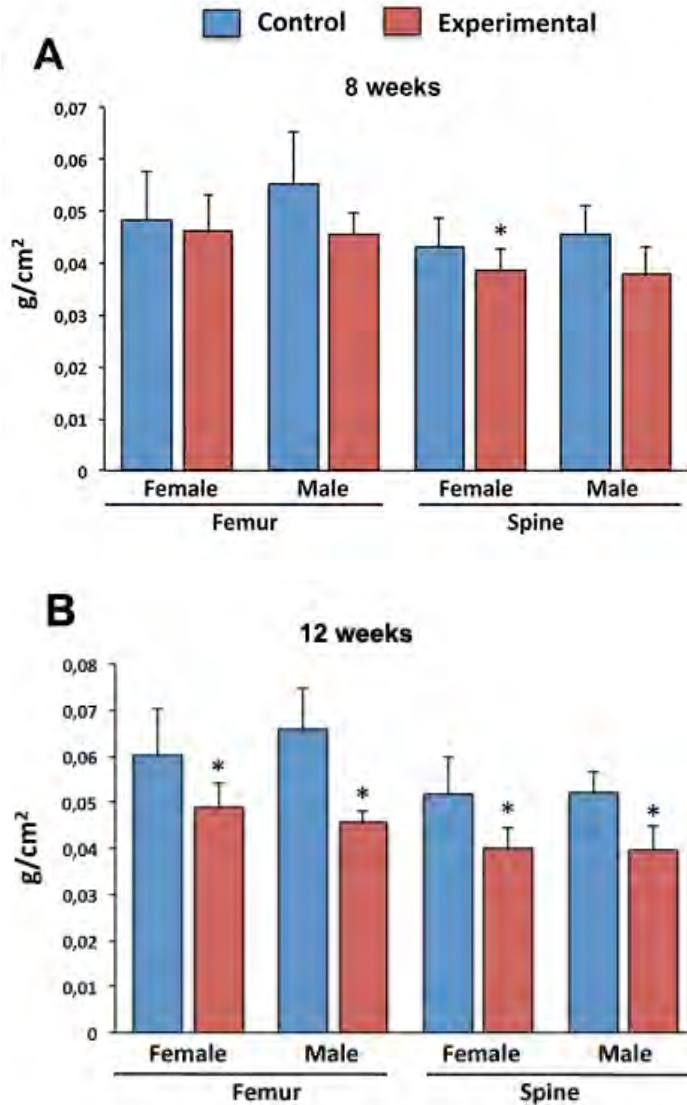 Control Experimental
A
8 weeks
0,07
0,06
0,05
0,04
0,03
0,02
0,01
0
g/cm²
*
Female Male Female Male
Femur Spine
B
12 weeks
0,08
0,07
0,06
0,05
0,04
0,03
0,02
0,01
0
g/cm²
* * * *
Female Male Female Male
Femur Spine